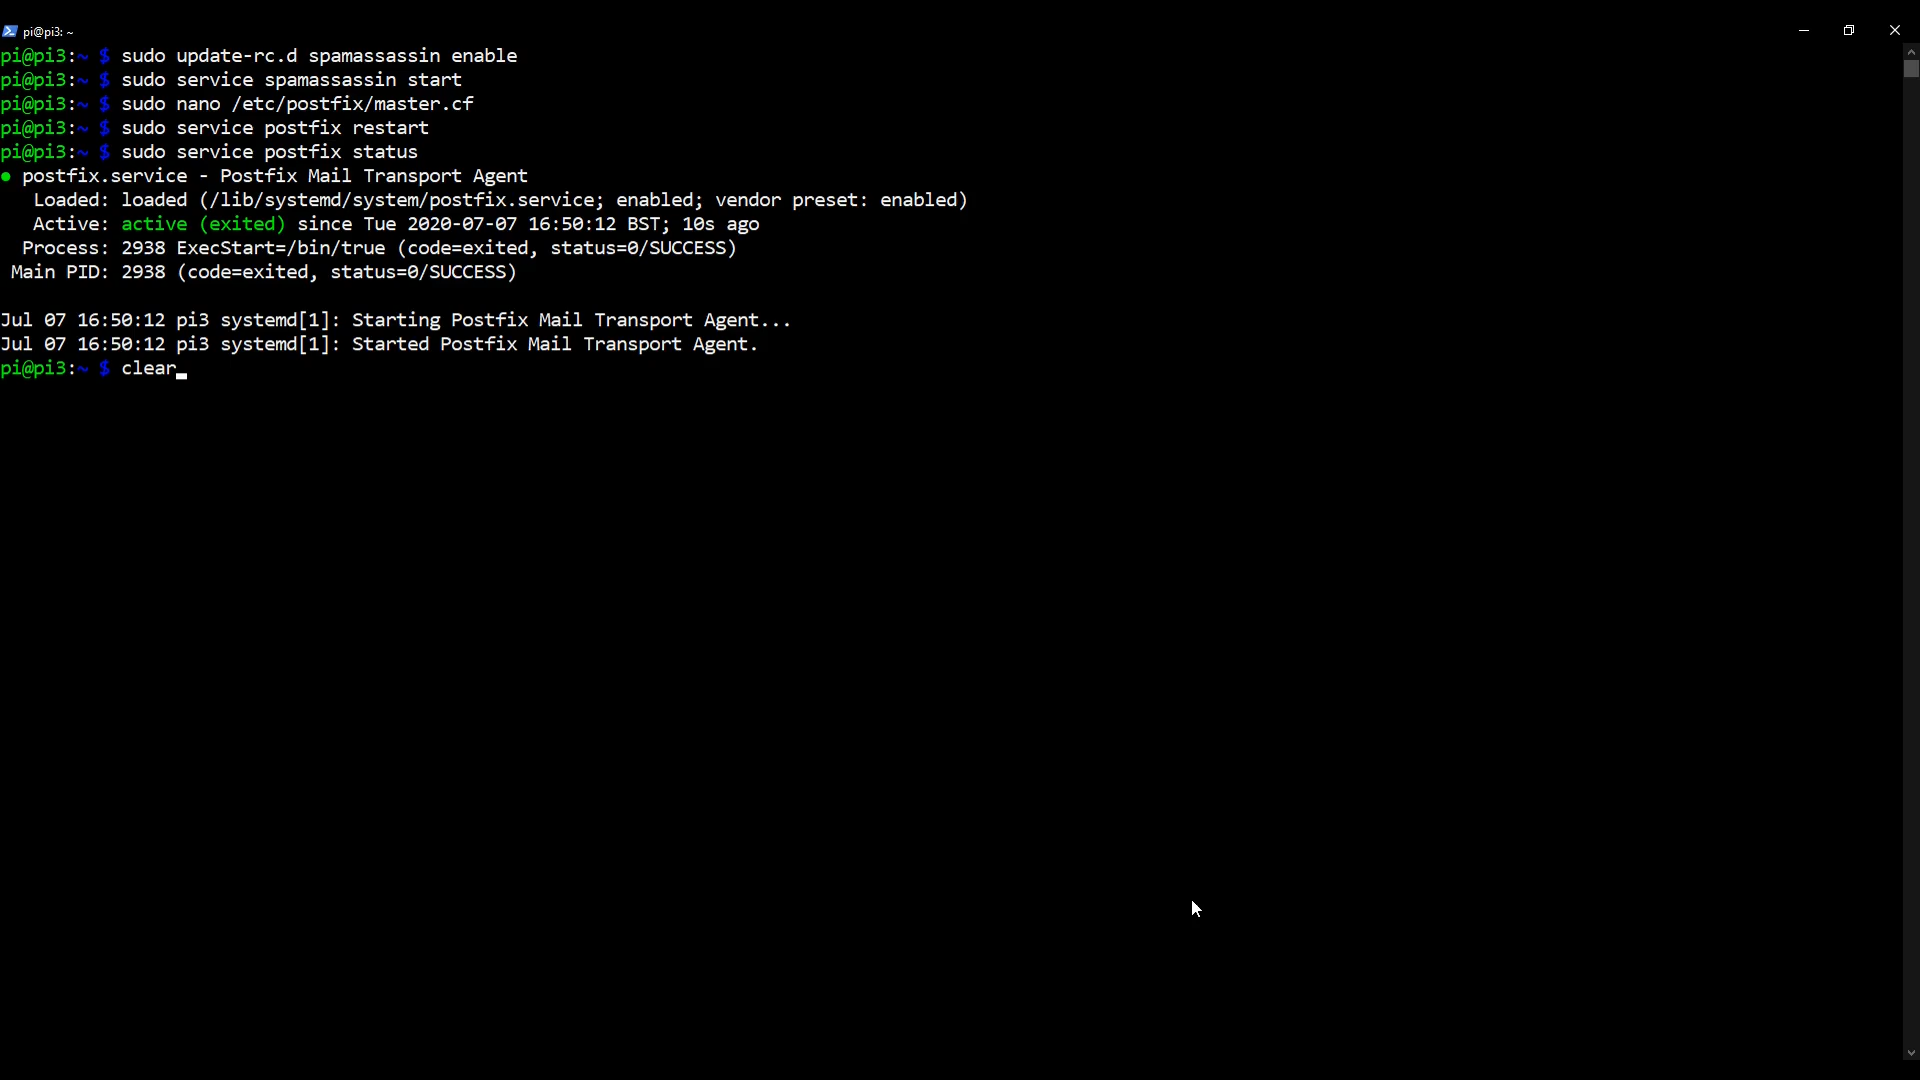 pi@pi3: ~
pi@pi3:~ $ sudo update-rc.d spamassassin enable
pi@pi3:~ $ sudo service spamassassin start
pi@pi3:~ $ sudo nano /etc/postfix/master.cf
pi@pi3:~ $ sudo service postfix restart
pi@pi3:~ $ sudo service postfix status
● postfix.service - Postfix Mail Transport Agent
   Loaded: loaded (/lib/systemd/system/postfix.service; enabled; vendor preset: enabled)
   Active: active (exited) since Tue 2020-07-07 16:50:12 BST; 10s ago
  Process: 2938 ExecStart=/bin/true (code=exited, status=0/SUCCESS)
 Main PID: 2938 (code=exited, status=0/SUCCESS)
Jul 07 16:50:12 pi3 systemd[1]: Starting Postfix Mail Transport Agent...
Jul 07 16:50:12 pi3 systemd[1]: Started Postfix Mail Transport Agent.
pi@pi3:~ $ clear